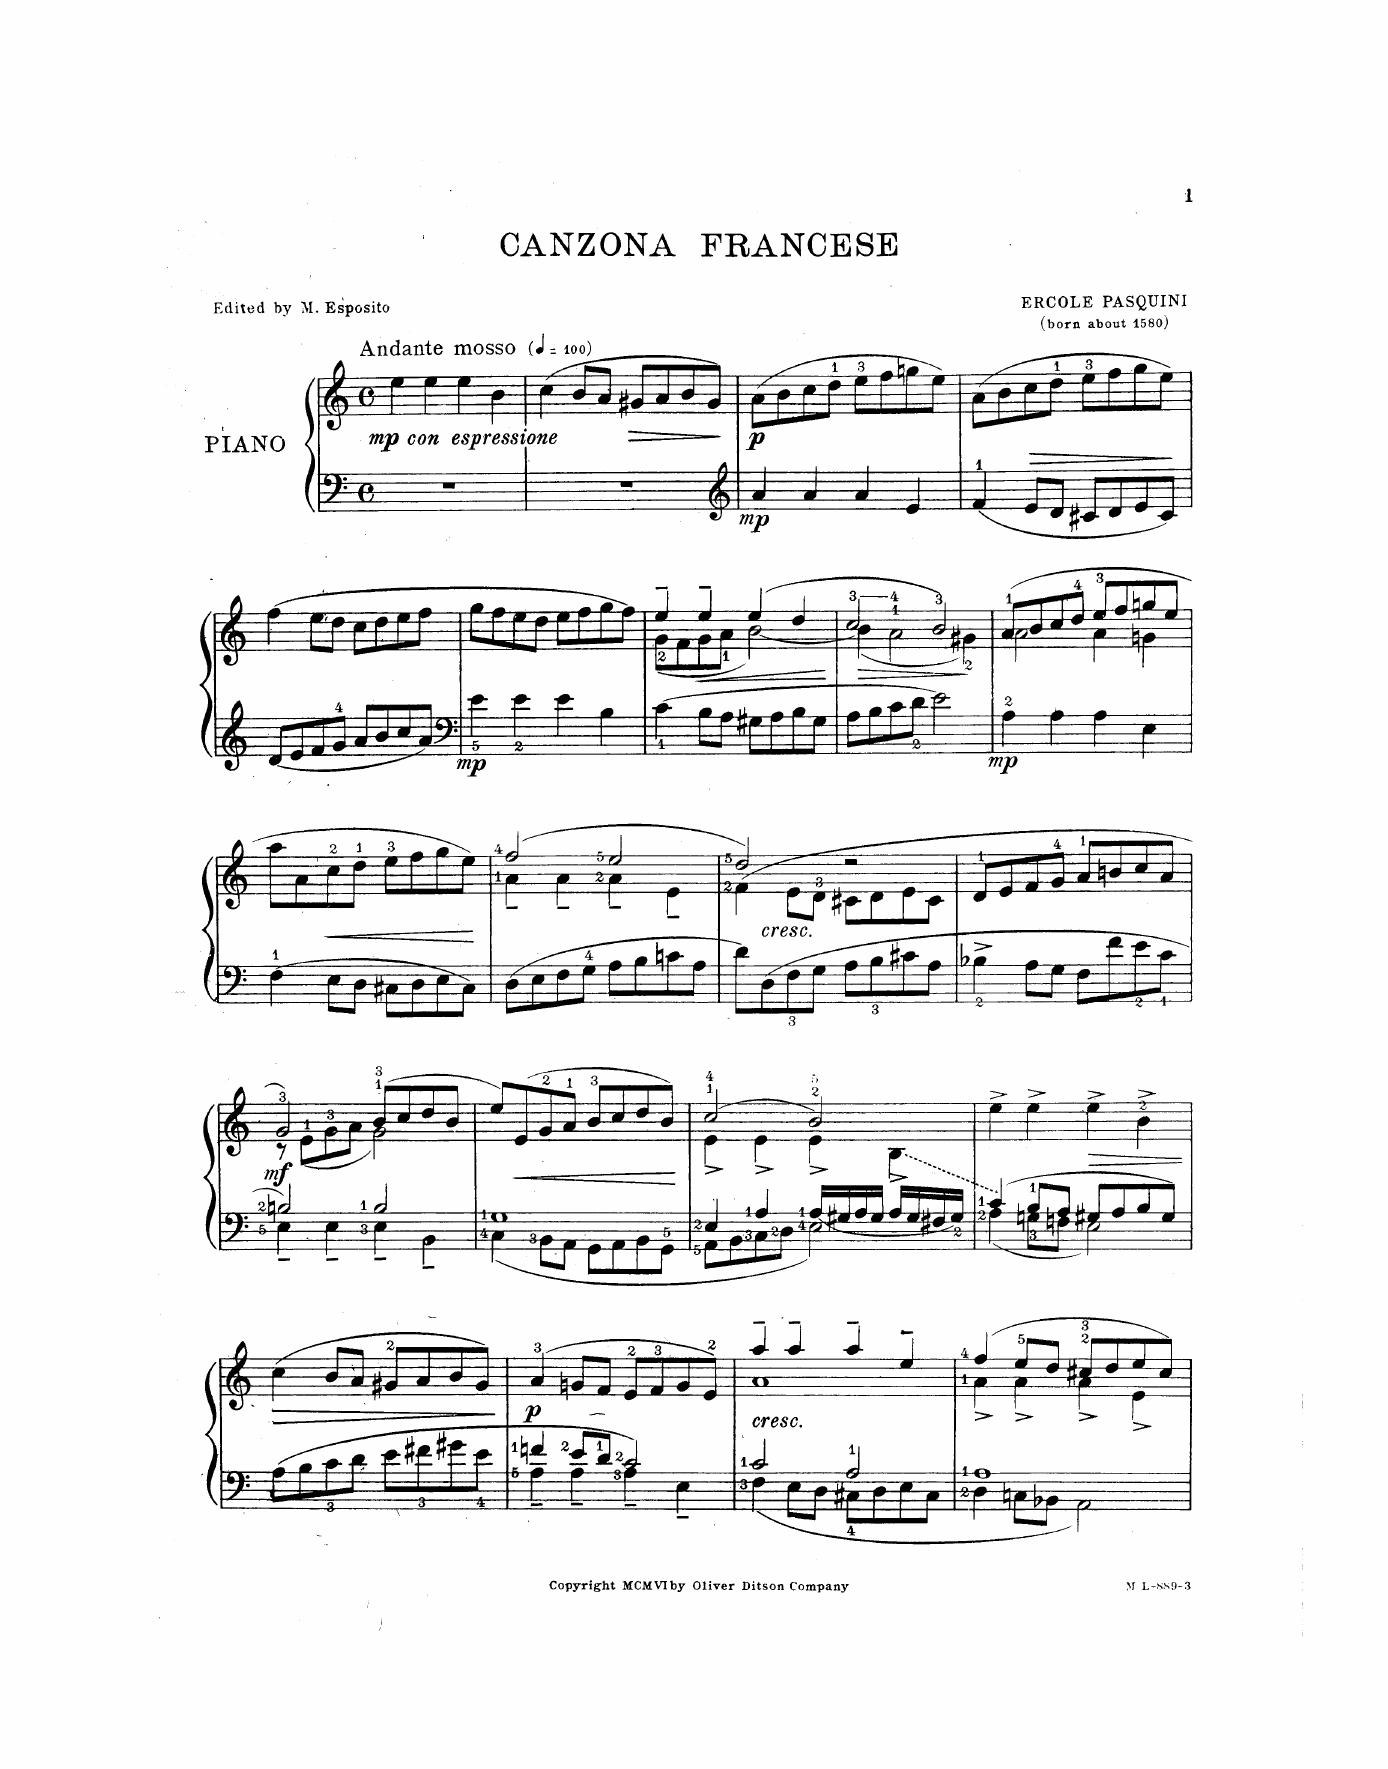 1
CANZONA FRANCESE
Edited by M. Esposito
ERCOLE PASQUINI
(born about 1580)
Andante mosso (♩= 100)
PIANO
mp con espressione
p
mp
mp
mp
cresc.
mf
p
cresc.
Copyright MCMVI by Oliver Ditson Company
M L-889-3